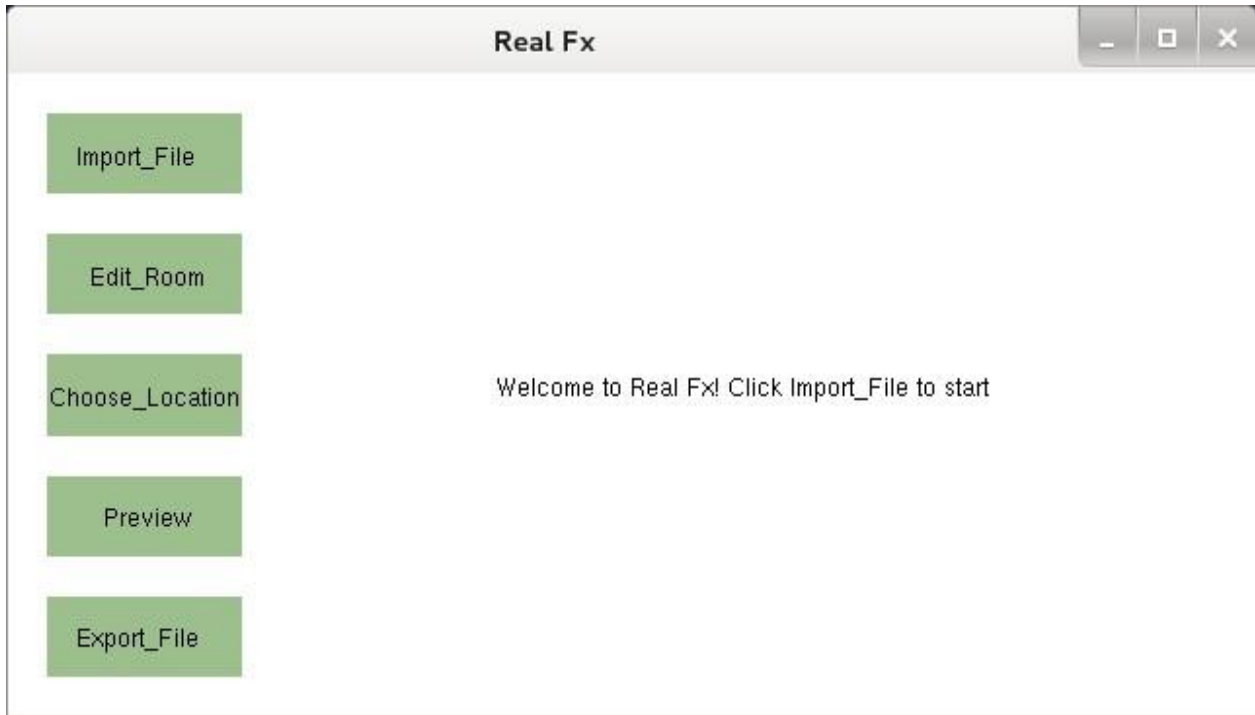 Real Fx
Import_File
Edit_Room
Choose_Location
Welcome to Real Fx! Click Import_File to start
Preview
Export_File